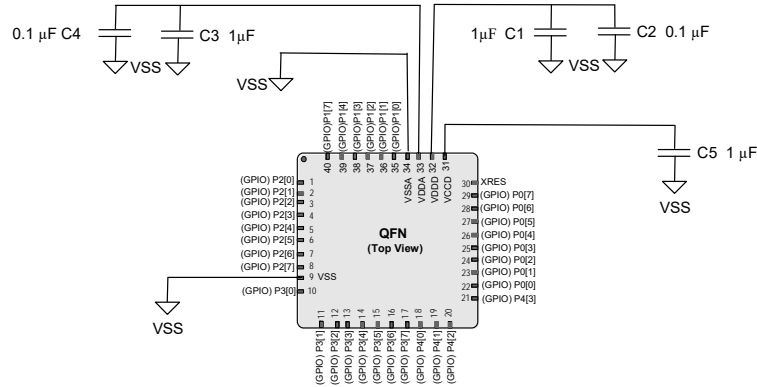 0.1 µF C4
C3 1µF
VSS
1µF C1
C2 0.1 µF
VSS
VSS
C5 1 µF
VSS
(GPIO)P1[7]
(GPIO)P1[4]
(GPIO)P1[3]
(GPIO)P1[2]
(GPIO)P1[1]
(GPIO)P1[0]
40
39
38
37
36
35
34
33
32
31
VSSA
VDDA
VDDD
VCCD
QFN
(Top View)
(GPIO) P2[0] 1
(GPIO) P2[1] 2
(GPIO) P2[2] 3
(GPIO) P2[3] 4
(GPIO) P2[4] 5
(GPIO) P2[5] 6
(GPIO) P2[6] 7
(GPIO) P2[7] 8
9 VSS
(GPIO) P3[0] 10
VSS
30 XRES
29 (GPIO) P0[7]
28 (GPIO) P0[6]
27 (GPIO) P0[5]
26 (GPIO) P0[4]
25 (GPIO) P0[3]
24 (GPIO) P0[2]
23 (GPIO) P0[1]
22 (GPIO) P0[0]
21 (GPIO) P4[3]
11
12
13
14
15
16
17
18
19
20
(GPIO) P3[1]
(GPIO) P3[2]
(GPIO) P3[3]
(GPIO) P3[4]
(GPIO) P3[5]
(GPIO) P3[6]
(GPIO) P3[7]
(GPIO) P4[0]
(GPIO) P4[1]
(GPIO) P4[2]